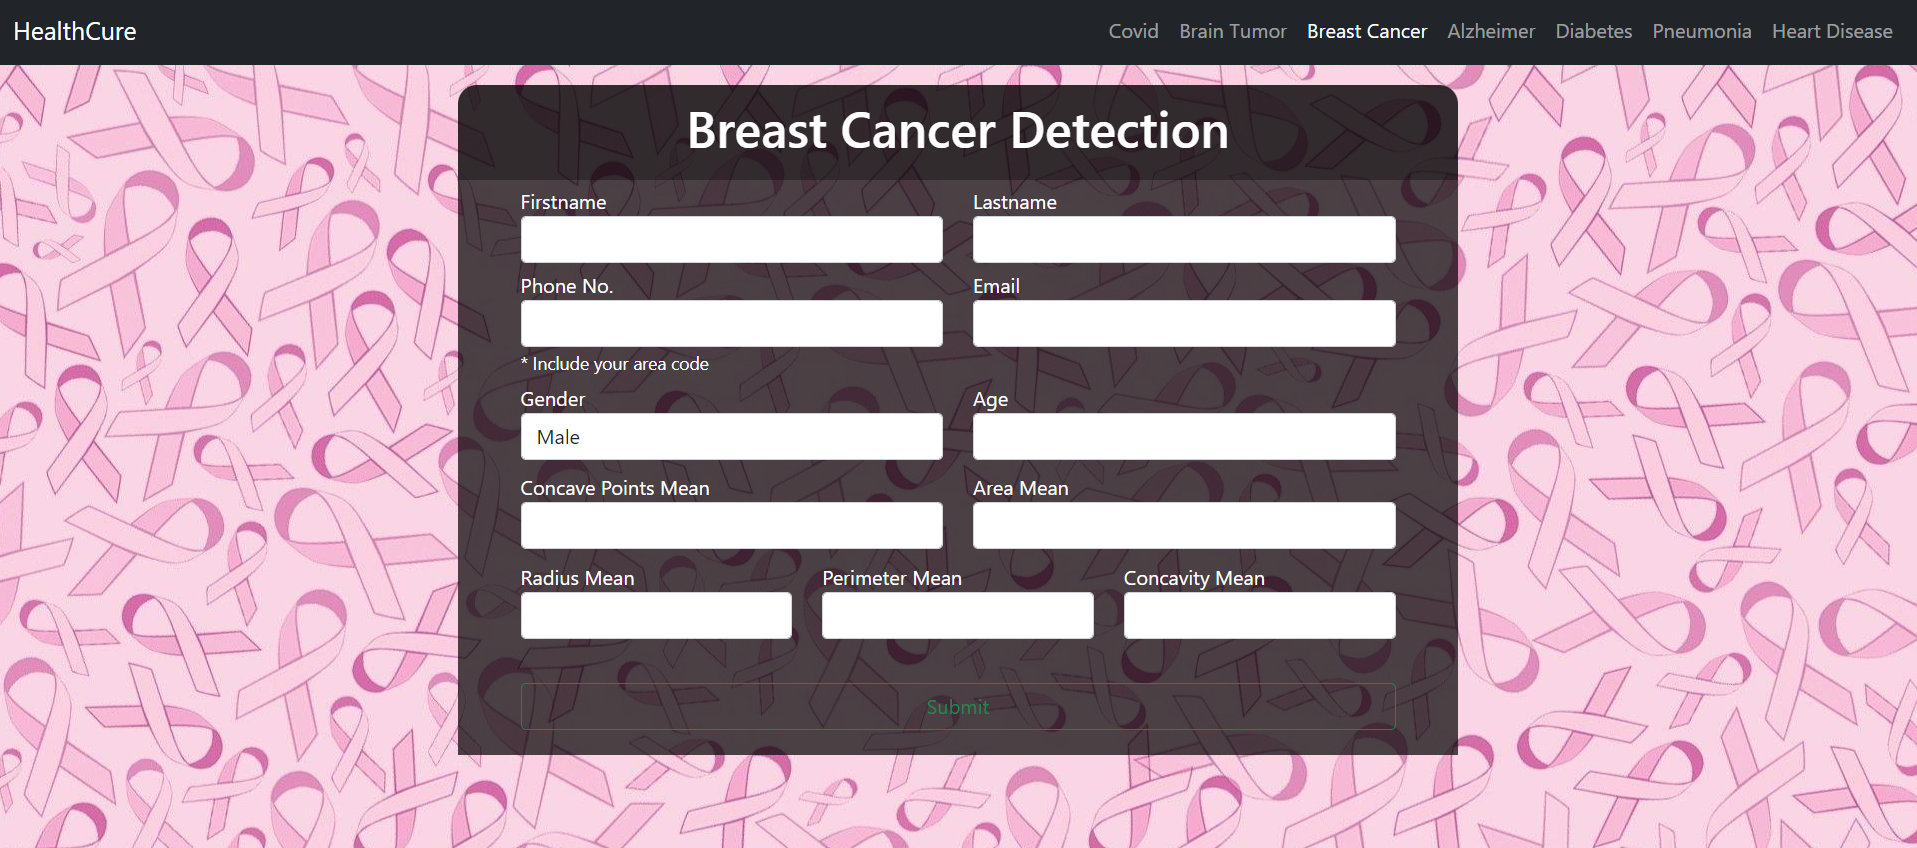 HealthCure Covid Brain Tumor Breast Cancer Alzheimer Diabetes Pneumonia Heart Disease
Breast Cancer Detection
Firstname Lastname
Phone No. Email
* Include your area code
Gender Age
Male
Concave Points Mean Area Mean
Radius Mean Perimeter Mean Concavity Mean
Submit